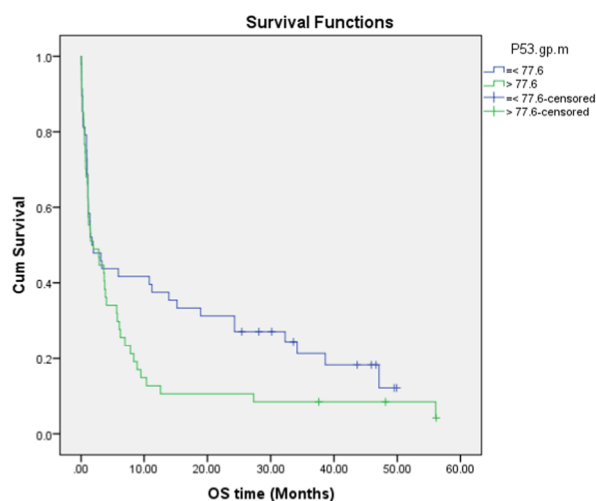 Survival Functions
P53.gp.m
=< 77.6
> 77.6
=< 77.6-censored
> 77.6-censored
Cum Survival
1.0
0.8
0.6
0.4
0.2
0.0
.00 10.00 20.00 30.00 40.00 50.00 60.00
OS time (Months)